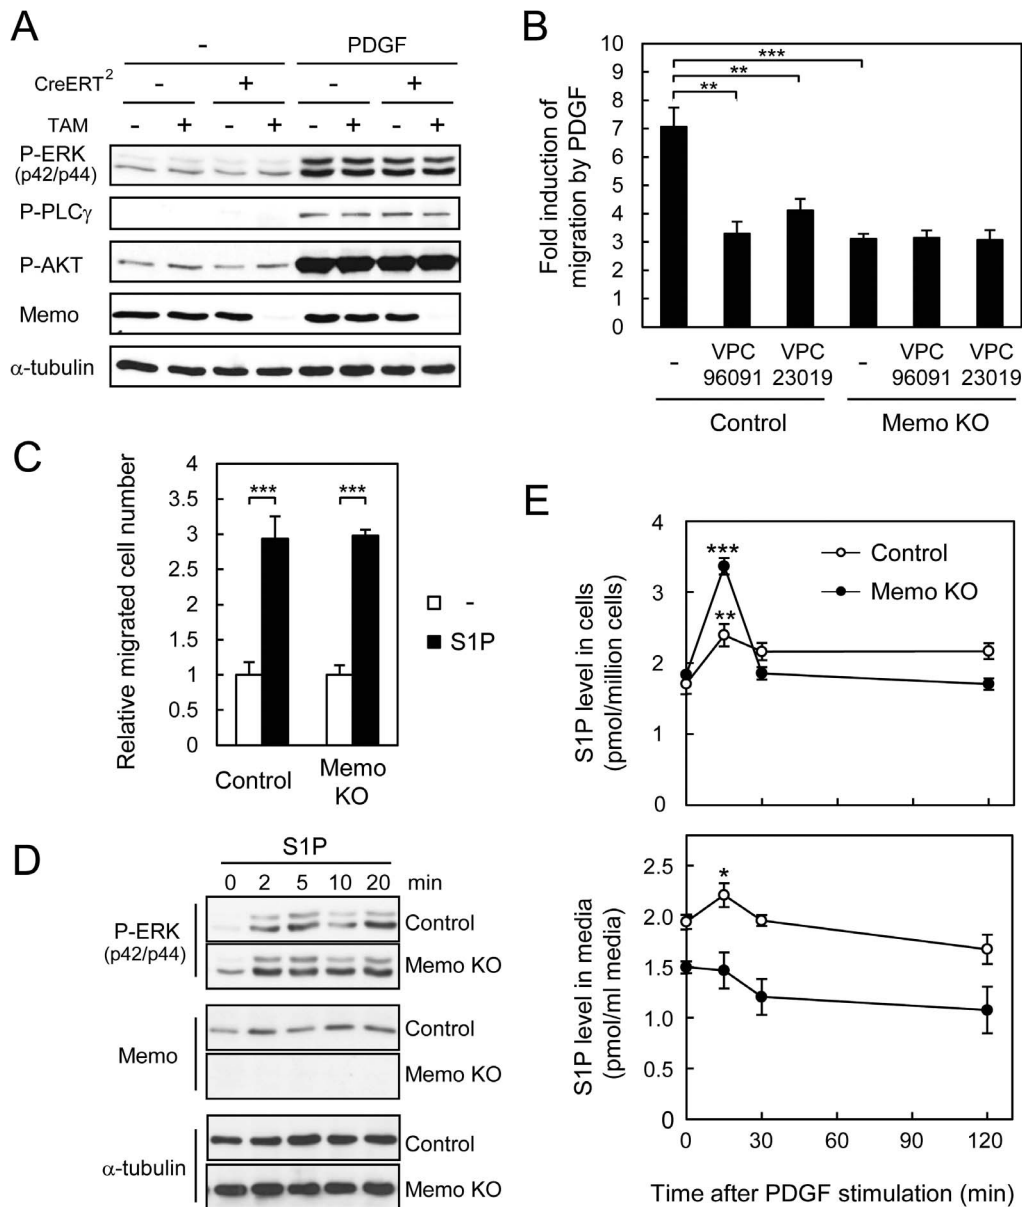 A
- PDGF
CreERT2 - + - +
TAM - + - + - + - +
P-ERK
(p42/p44)
P-PLCγ
P-AKT
Memo
α-tubulin
B
Fold induction of
migration by PDGF
10
9
8
7
6
5
4
3
2
1
0
***
**
**
- VPC VPC - VPC VPC
96091 23019 96091 23019
Control Memo KO
C
Relative migrated cell number
4
3.5
3
2.5
2
1.5
1
0.5
0
*** ***
-
S1P
Control Memo
KO
D
S1P
0 2 5 10 20 min
P-ERK
(p42/p44)
Control
Memo KO
Memo
Control
Memo KO
α-tubulin
Control
Memo KO
E
S1P level in cells
(pmol/million cells)
4
3
2
1
0
***
**
Control
Memo KO
S1P level in media
(pmol/ml media)
2.5
2.0
1.5
1.0
0.5
0
*
0 30 60 90 120
Time after PDGF stimulation (min)